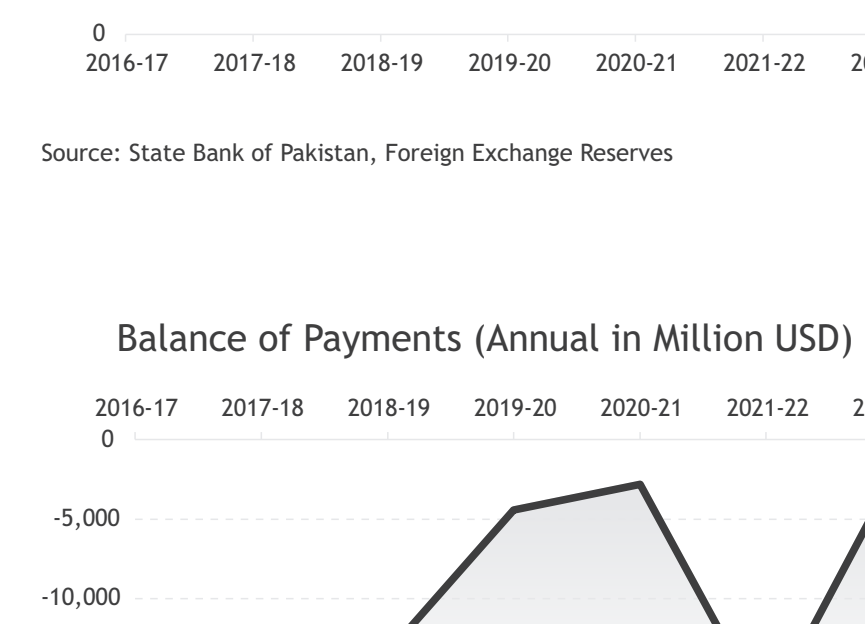 0
2016-17 2017-18 2018-19 2019-20 2020-21 2021-22
Source: State Bank of Pakistan, Foreign Exchange Reserves
Balance of Payments (Annual in Million USD)
2016-17 2017-18 2018-19 2019-20 2020-21 2021-22
0
-5,000
-10,000